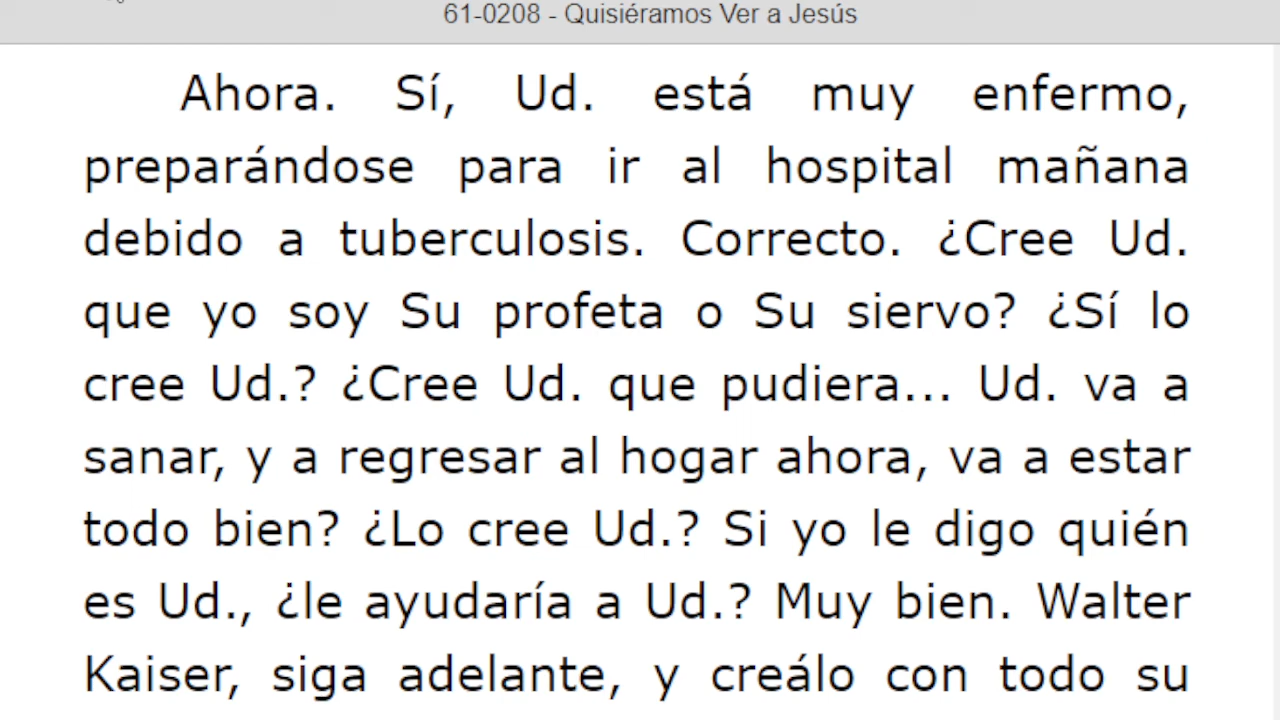 61-0208 - Quisiéramos Ver a Jesús
Ahora. Sí, Ud. está muy enfermo,
preparándose para ir al hospital mañana
debido a tuberculosis. Correcto. ¿Cree Ud.
que yo soy Su profeta o Su siervo? ¿Sí lo
cree Ud.? ¿Cree Ud. que pudiera... Ud. va a
sanar, y a regresar al hogar ahora, va a estar
todo bien? ¿Lo cree Ud.? Si yo le digo quién
es Ud., ¿le ayudaría a Ud.? Muy bien. Walter
Kaiser, siga adelante, y creálo con todo su